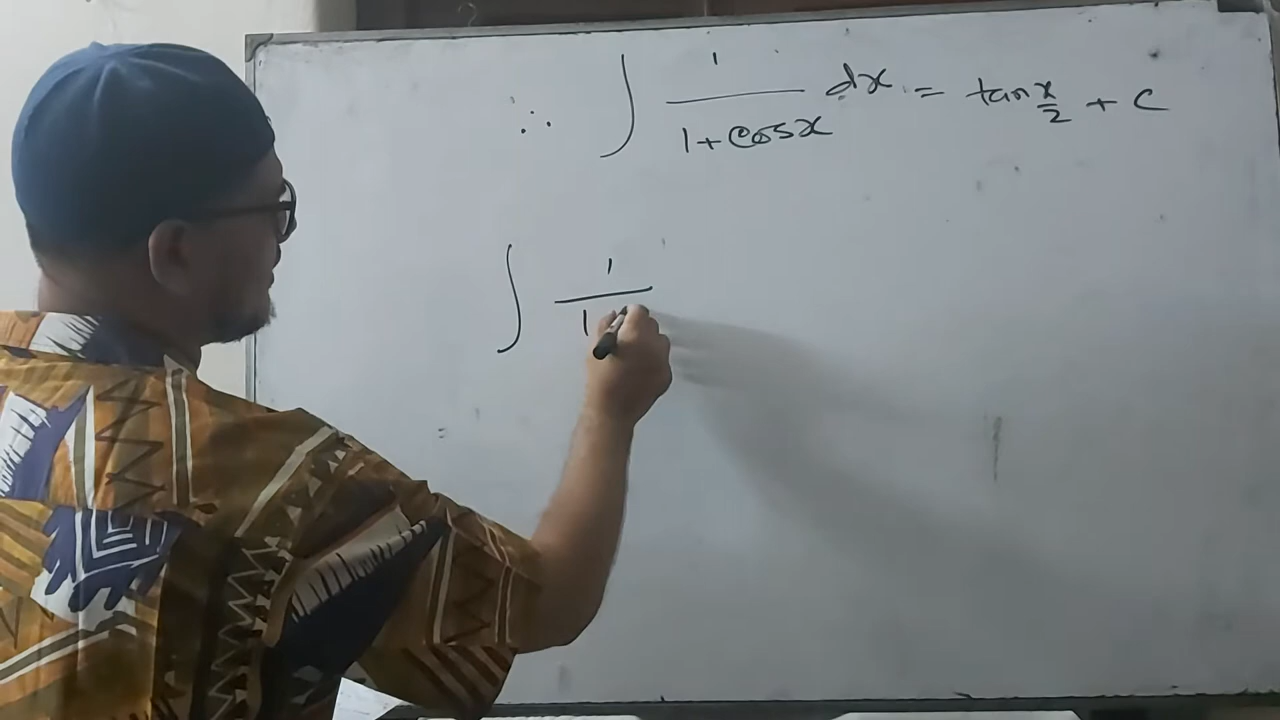 ∴ ∫ 1/(1+cosx) dx = tan x/2 + c
∫ 1/1